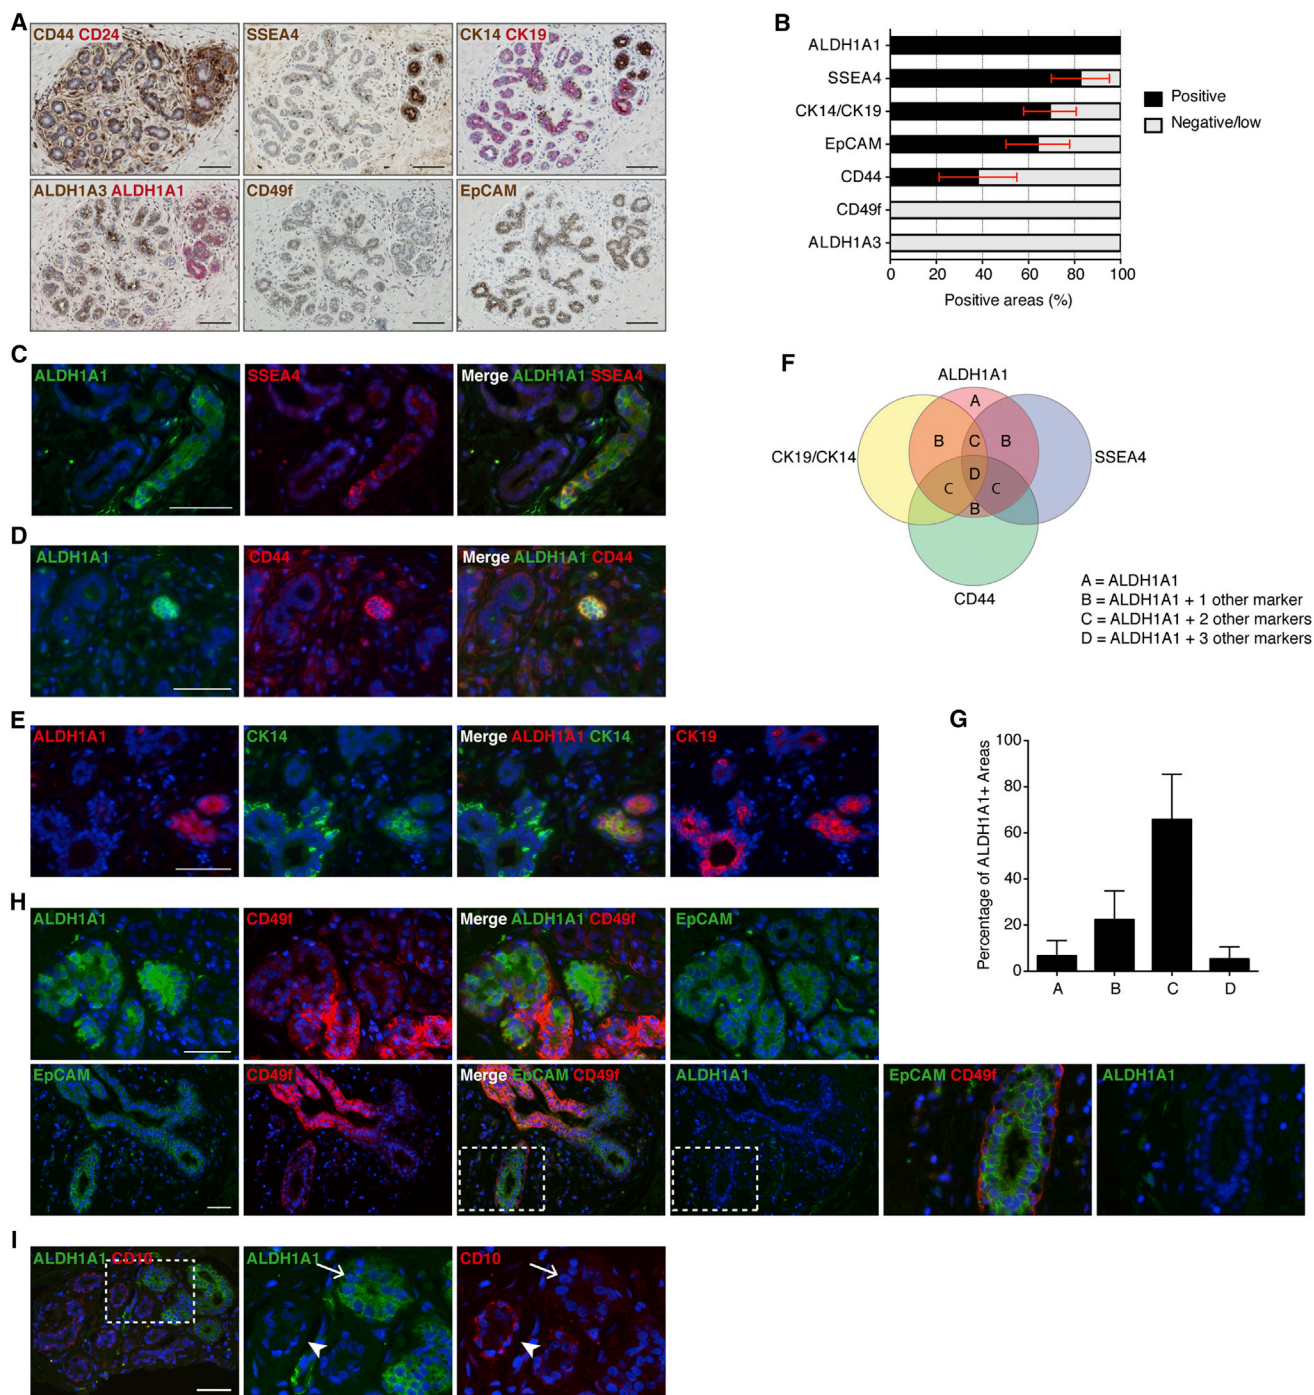 A
CD44 CD24
SSEA4
CK14 CK19
ALDH1A3 ALDH1A1
CD49f
EpCAM
B
ALDH1A1
SSEA4
CK14/CK19
EpCAM
CD44
CD49f
ALDH1A3
0 20 40 60 80 100
Positive areas (%)
Positive
Negative/low
C
ALDH1A1
SSEA4
Merge ALDH1A1 SSEA4
D
ALDH1A1
CD44
Merge ALDH1A1 CD44
E
ALDH1A1
CK14
Merge ALDH1A1 CK14
CK19
F
ALDH1A1
CK19/CK14
SSEA4
CD44
A
B C B
D
C C
B
A = ALDH1A1
B = ALDH1A1 + 1 other marker
C = ALDH1A1 + 2 other markers
D = ALDH1A1 + 3 other markers
G
Percentage of ALDH1A1+ Areas
100
80
60
40
20
0
A B C D
H
ALDH1A1
CD49f
Merge ALDH1A1 CD49f
EpCAM
EpCAM
CD49f
Merge EpCAM CD49f
ALDH1A1
EpCAM CD49f
ALDH1A1
I
ALDH1A1 CD10
ALDH1A1
CD10